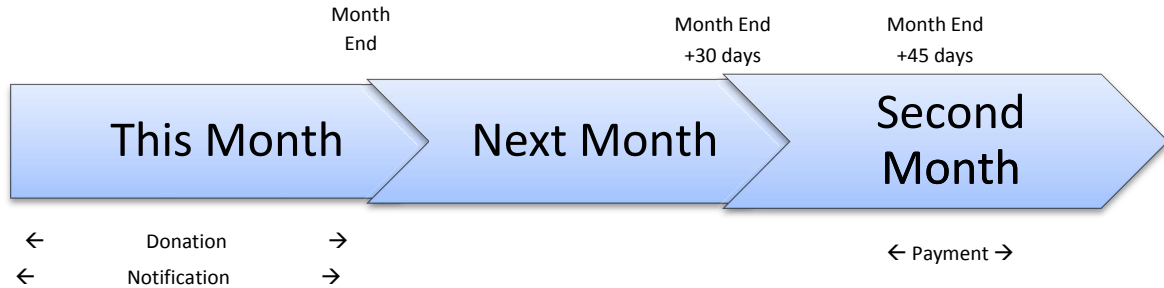 Month
End
Month End
+30 days
Month End
+45 days
This Month
Next Month
Second
Month
← Donation →
← Notification →
← Payment →